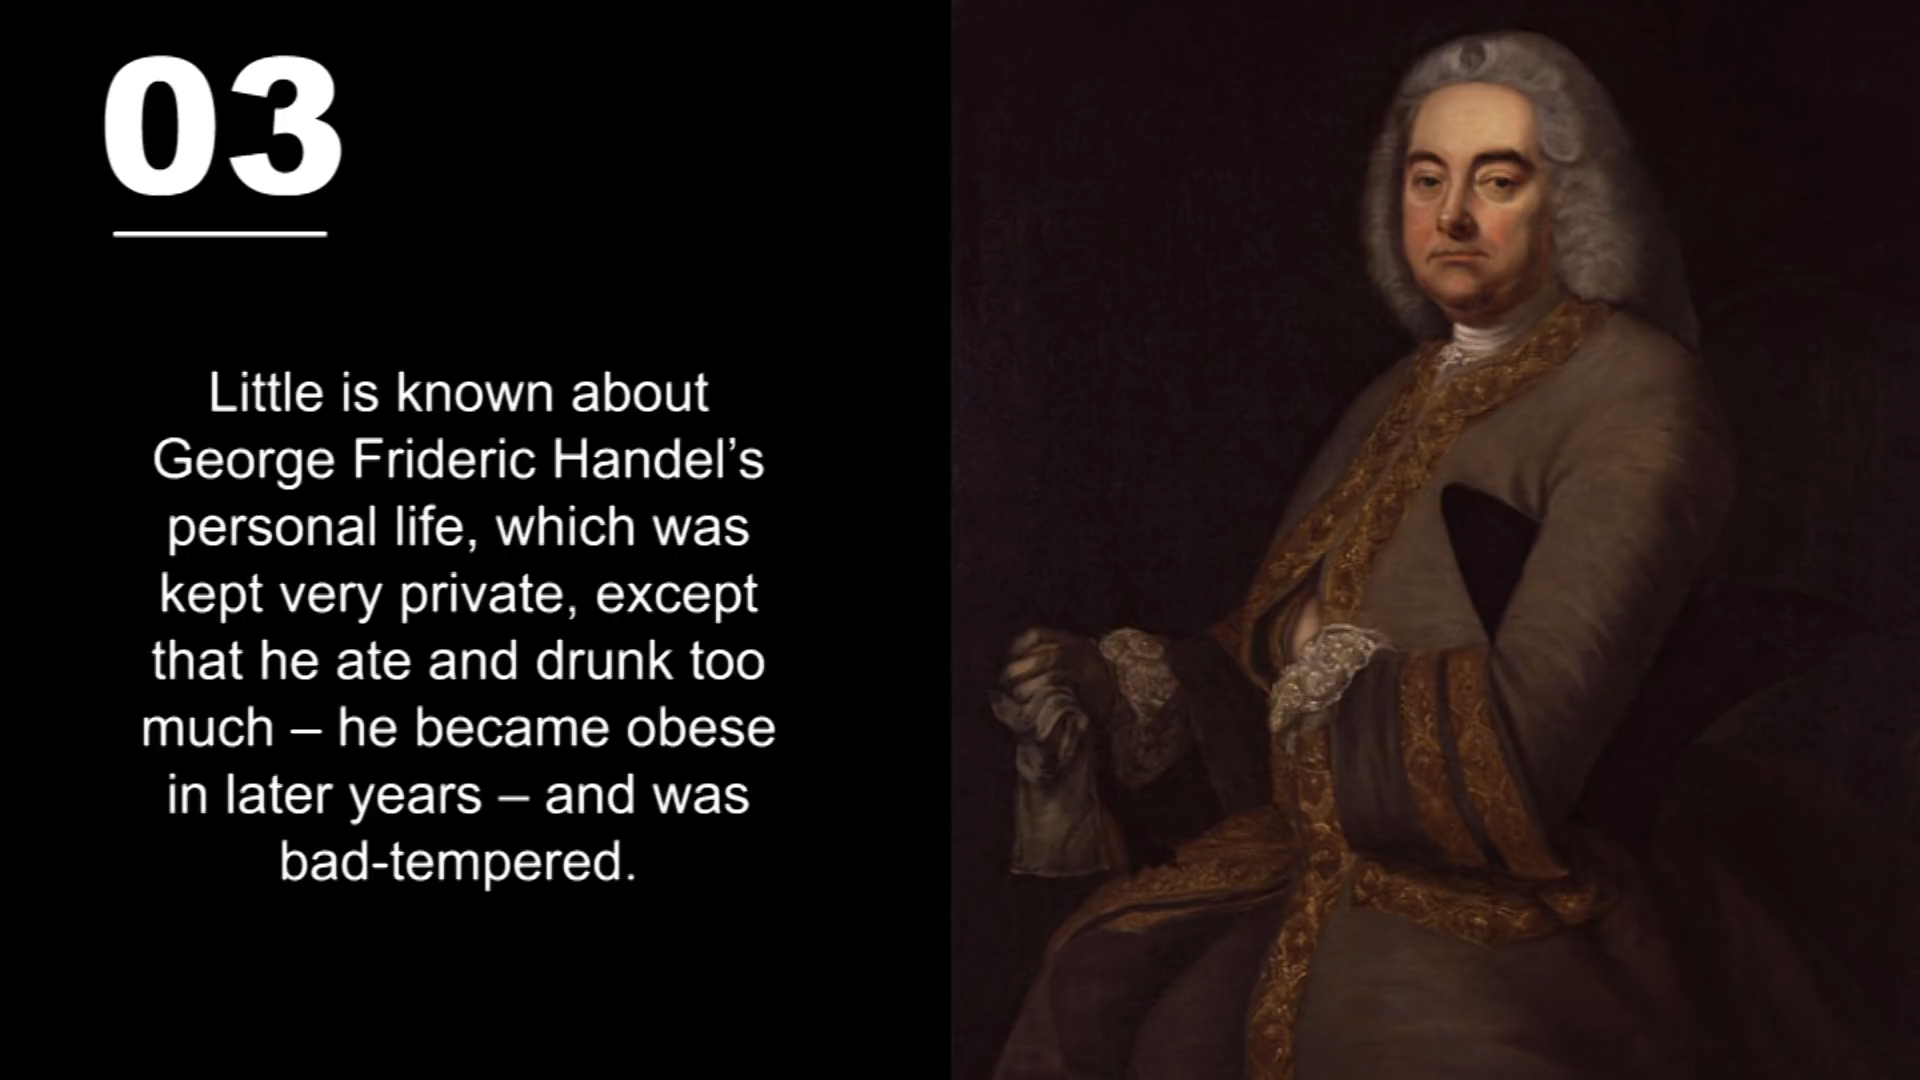 03
Little is known about
George Frideric Handel’s
personal life, which was
kept very private, except
that he ate and drunk too
much – he became obese
in later years – and was
bad-tempered.